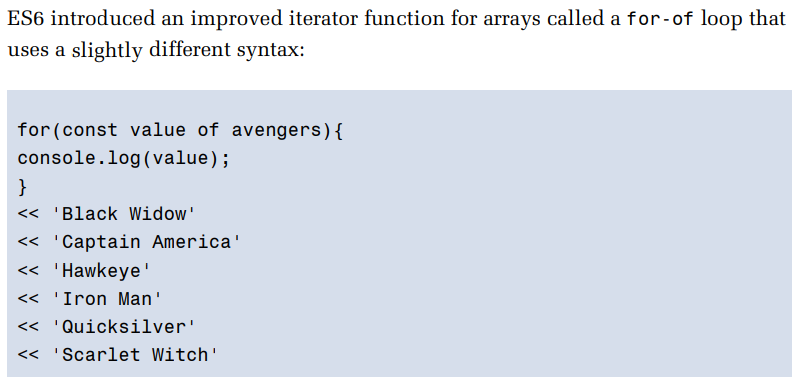 ES6 introduced an improved iterator function for arrays called a for-of loop that
uses a slightly different syntax:
for(const value of avengers){
console.log(value);
}
<< 'Black Widow'
<< 'Captain America'
<< 'Hawkeye'
<< 'Iron Man'
<< 'Quicksilver'
<< 'Scarlet Witch'